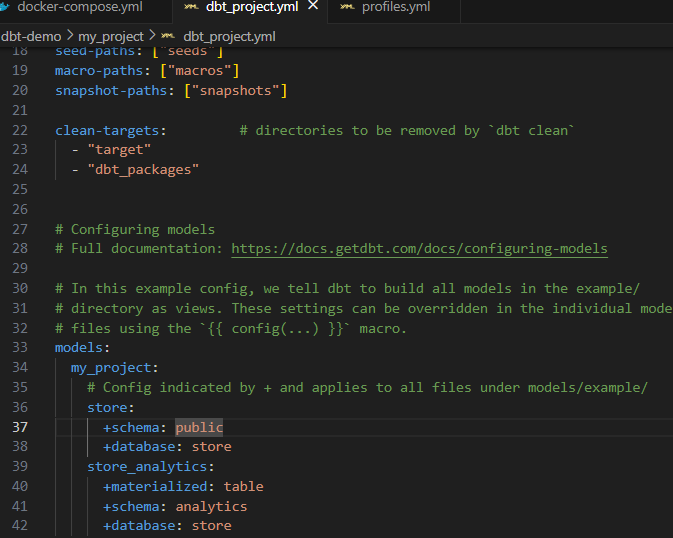 docker-compose.yml dbt_project.yml profiles.yml
dbt-demo > my_project > dbt_project.yml
18 seed-paths: ["seeds"]
19 macro-paths: ["macros"]
20 snapshot-paths: ["snapshots"]
21
22 clean-targets:         # directories to be removed by `dbt clean`
23   - "target"
24   - "dbt_packages"
25
26
27 # Configuring models
28 # Full documentation: https://docs.getdbt.com/docs/configuring-models
29
30 # In this example config, we tell dbt to build all models in the example/
31 # directory as views. These settings can be overridden in the individual mode
32 # files using the `{{ config(...) }}` macro.
33 models:
34   my_project:
35     # Config indicated by + and applies to all files under models/example/
36     store:
37       +schema: public
38       +database: store
39     store_analytics:
40       +materialized: table
41       +schema: analytics
42       +database: store